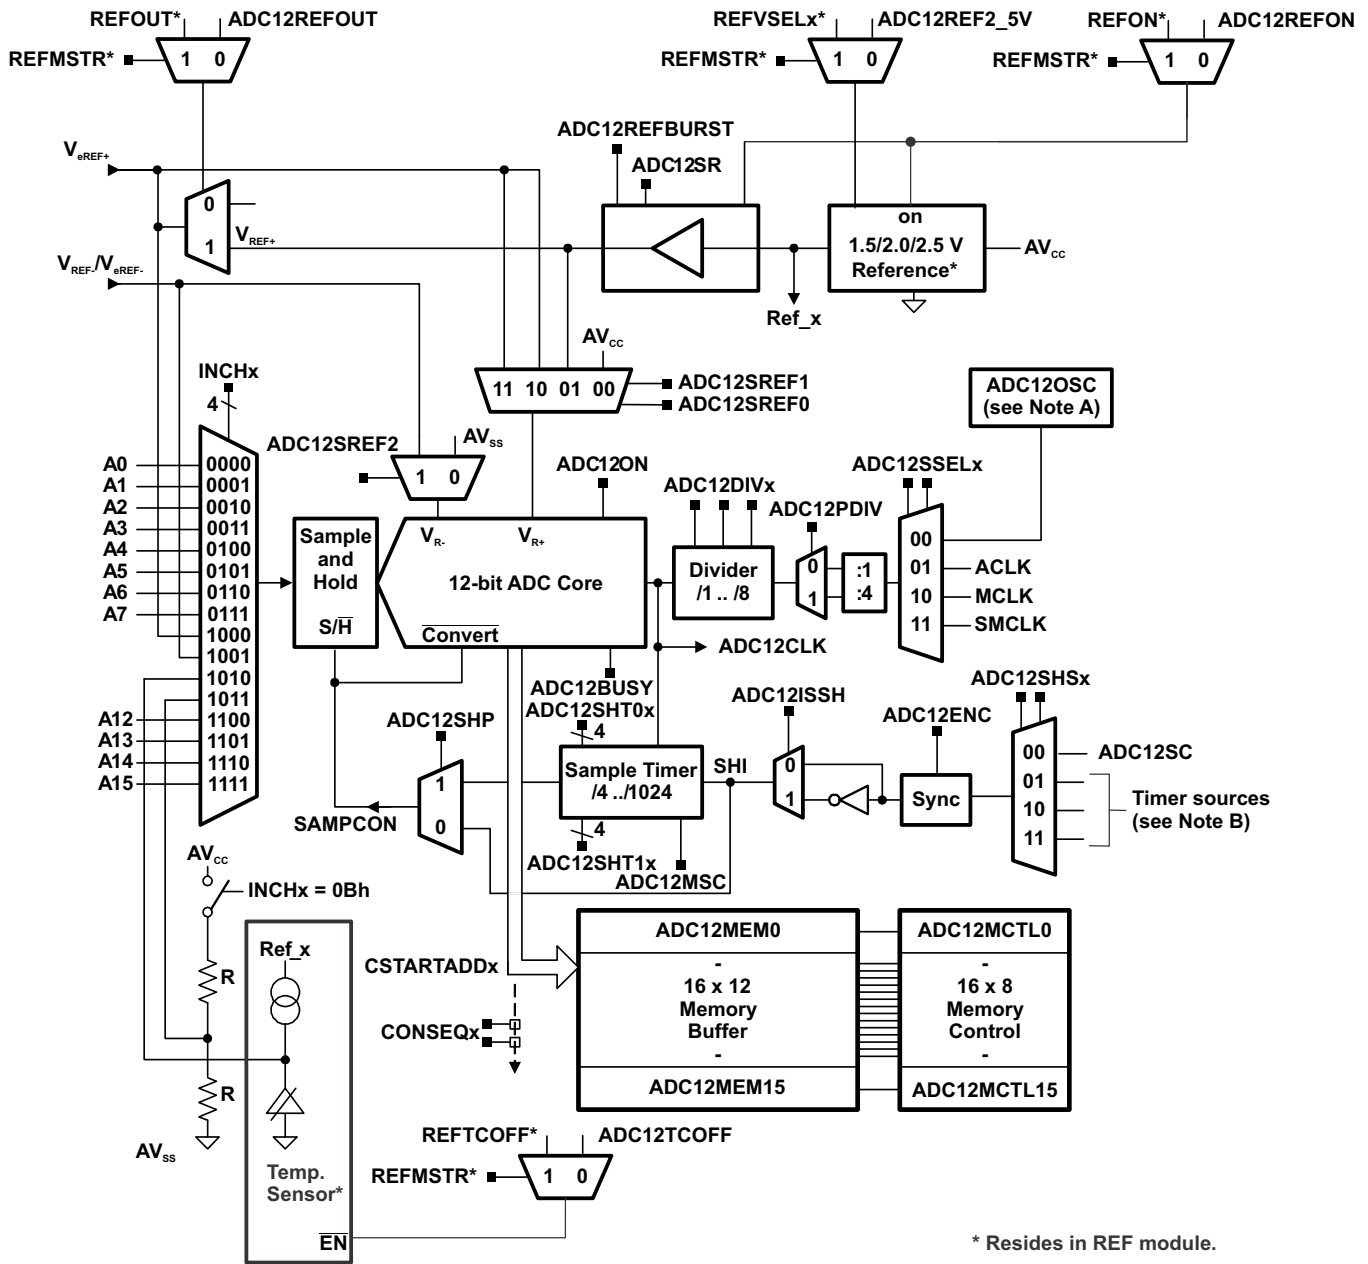 REFOUT* ADC12REFOUT
REFMSTR* 1 0
REFVSELx* ADC12REF2_5V
REFMSTR* 1 0
REFON* ADC12REFON
REFMSTR* 1 0
ADC12REFBURST
ADC12SR
VeREF+
0
1
VREF+
VREF-/VeREF-
on
1.5/2.0/2.5 V
Reference*
AVCC
Ref_x
AVCC
11 10 01 00
ADC12SREF1
ADC12SREF0
INCHx
4
ADC12SREF2
AVSS
1 0
ADC12OSC
(see Note A)
A0 0000
A1 0001
A2 0010
A3 0011
A4 0100
A5 0101
A6 0110
A7 0111
1000
1001
1010
1011
A12 1100
A13 1101
A14 1110
A15 1111
Sample
and
Hold
S/H̅
VR-
VR+
12-bit ADC Core
Convert
ADC12ON
ADC12DIVx
Divider
/1 .. /8
ADC12PDIV
0
1
:1
:4
ADC12SSELx
00
01 ACLK
10 MCLK
11 SMCLK
ADC12CLK
ADC12BUSY
ADC12SHT0x
4
ADC12SHP
1
0
SAMPCON
Sample Timer
/4 ../1024
SHI
4
ADC12SHT1x
ADC12MSC
ADC12ISSH
0
1
ADC12ENC
Sync
ADC12SHSx
00 ADC12SC
01
10
11
Timer sources
(see Note B)
AVCC
INCHx = 0Bh
R
R
AVSS
Ref_x
Temp.
Sensor*
EN
CSTARTADDx
CONSEQx
ADC12MEM0
-
16 x 12
Memory
Buffer
-
ADC12MEM15
ADC12MCTL0
-
16 x 8
Memory
Control
-
ADC12MCTL15
REFTCOFF* ADC12TCOFF
REFMSTR* 1 0
* Resides in REF module.